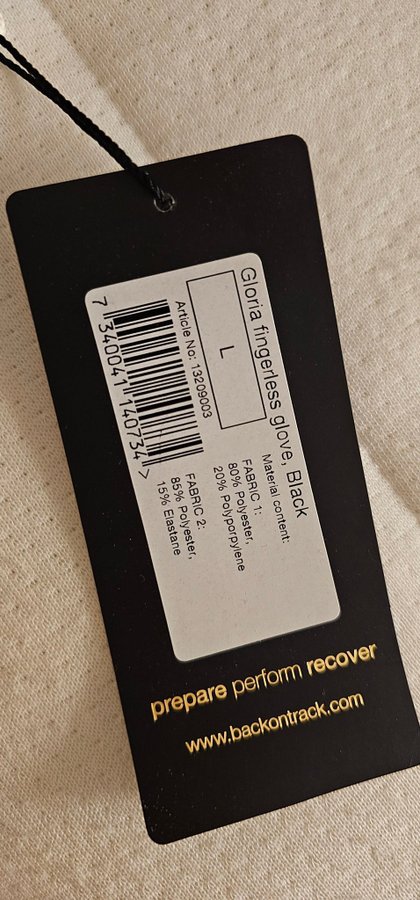 Gloria fingerless glove, Black
L
Article No: 13209003
7 340041 140734 >
Material content:
FABRIC 1:
80% Polyester,
20% Polyporpylene
FABRIC 2:
85% Polyester,
15% Elastane
prepare perform recover
www.backontrack.com